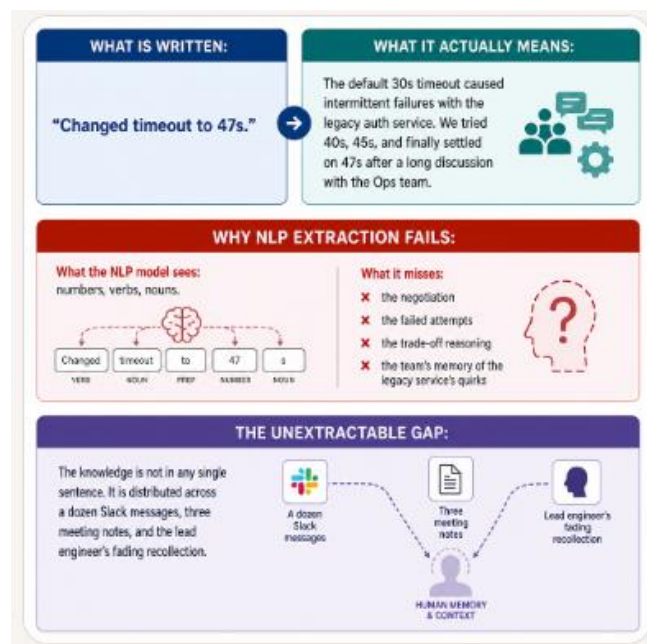 WHAT IS WRITTEN:
“Changed timeout to 47s.”
WHAT IT ACTUALLY MEANS:
The default 30s timeout caused
intermittent failures with the
legacy auth service. We tried
40s, 45s, and finally settled
on 47s after a long discussion
with the Ops team.
WHY NLP EXTRACTION FAILS:
What the NLP model sees:
numbers, verbs, nouns.
Changed timeout to 47 s
VERB NOUN PREP NUMBER NOUN
What it misses:
the negotiation
the failed attempts
the trade-off reasoning
the team's memory of the
legacy service's quirks
?
THE UNEXTRACTABLE GAP:
The knowledge is not in any single
sentence. It is distributed across
a dozen Slack messages, three
meeting notes, and the lead
engineer's fading recollection.
A dozen
Slack
messages
Three
meeting
notes
Lead engineer's
fading
recollection
HUMAN MEMORY
& CONTEXT